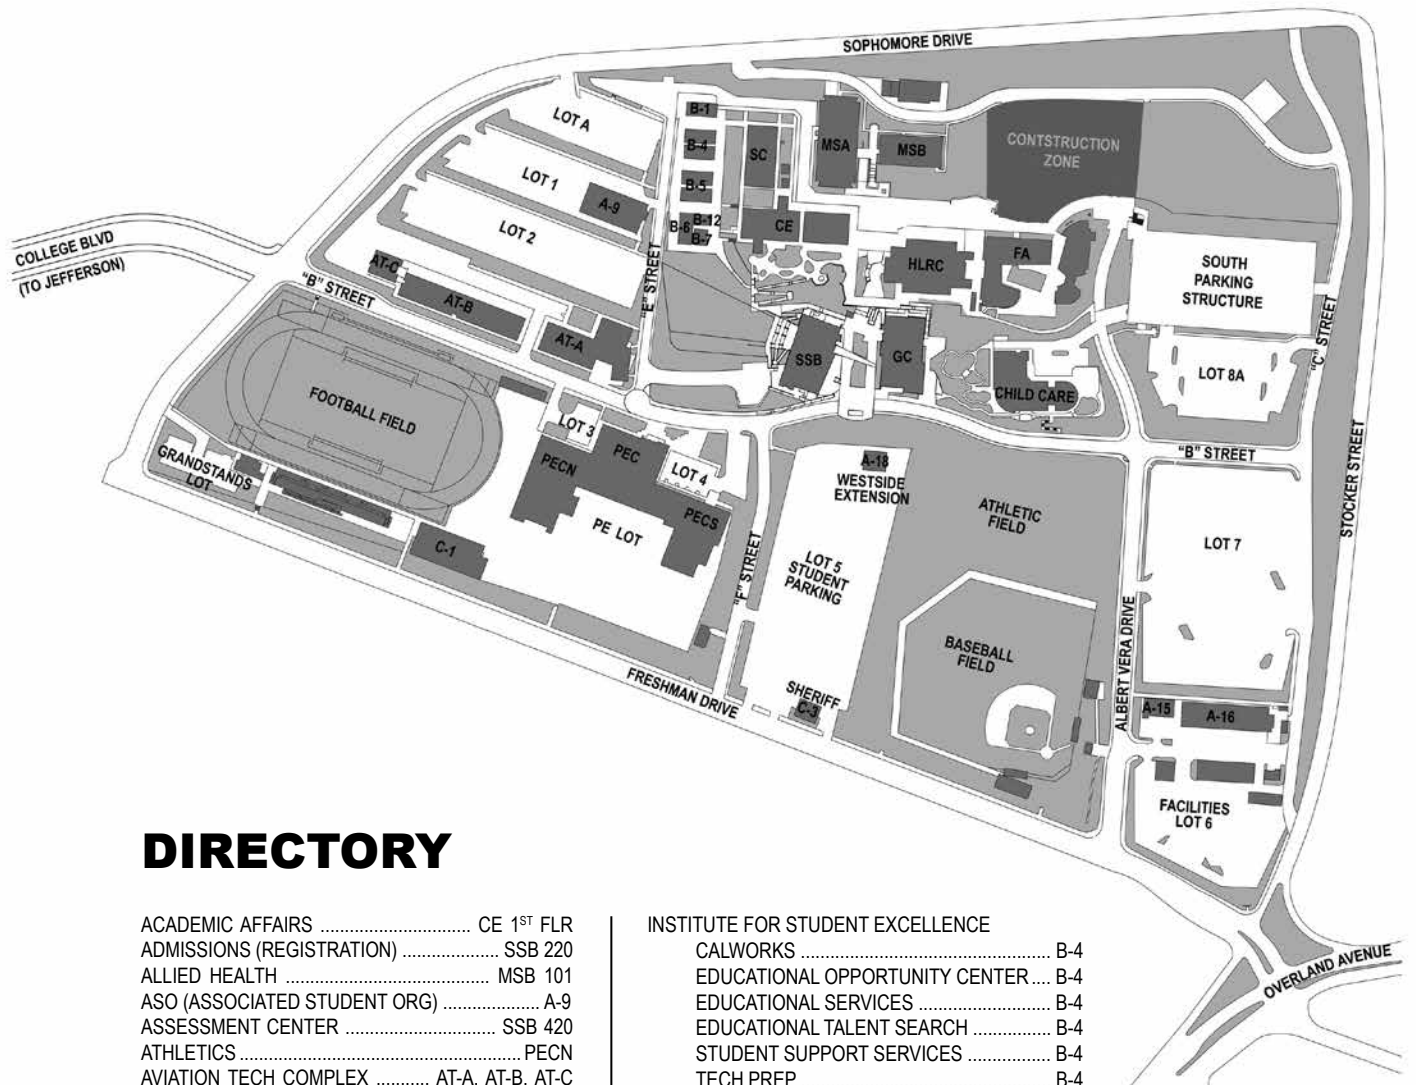 SOPHOMORE DRIVE
LOT A
B-1
B-4
SC
MSA
MSB
CONTSTRUCTION
ZONE
LOT 1
A-9
B-5
LOT 2
B-6
B-12
B-7
CE
COLLEGE BLVD
(TO JEFFERSON)
"E" STREET
HLRC
FA
SOUTH
PARKING
STRUCTURE
"C" STREET
AT-C
"B" STREET
AT-B
AT-A
SSB
GC
CHILD CARE
LOT 8A
FOOTBALL FIELD
LOT 3
PEC
PECN
LOT 4
GRANDSTANDS
LOT
A-18
WESTSIDE
EXTENSION
"B" STREET
STOCKER STREET
PECS
PE LOT
ATHLETIC
FIELD
C-1
"F" STREET
LOT 5
STUDENT
PARKING
LOT 7
BASEBALL
FIELD
ALBERT VERA DRIVE
FRESHMAN DRIVE
SHERIFF
C-3
A-15
A-16
FACILITIES
LOT 6
OVERLAND AVENUE
DIRECTORY
ACADEMIC AFFAIRS .............................. CE 1ST FLR
ADMISSIONS (REGISTRATION) ................... SSB 220
ALLIED HEALTH ........................................ MSB 101
ASO (ASSOCIATED STUDENT ORG) ................... A-9
ASSESSMENT CENTER ............................. SSB 420
ATHLETICS ....................................................... PECN
AVIATION TECH COMPLEX ........... AT-A, AT-B, AT-C
INSTITUTE FOR STUDENT EXCELLENCE
CALWORKS .................................................. B-4
EDUCATIONAL OPPORTUNITY CENTER .... B-4
EDUCATIONAL SERVICES .......................... B-4
EDUCATIONAL TALENT SEARCH ............... B-4
STUDENT SUPPORT SERVICES ................ B-4
TECH PREP .................................................. B-4